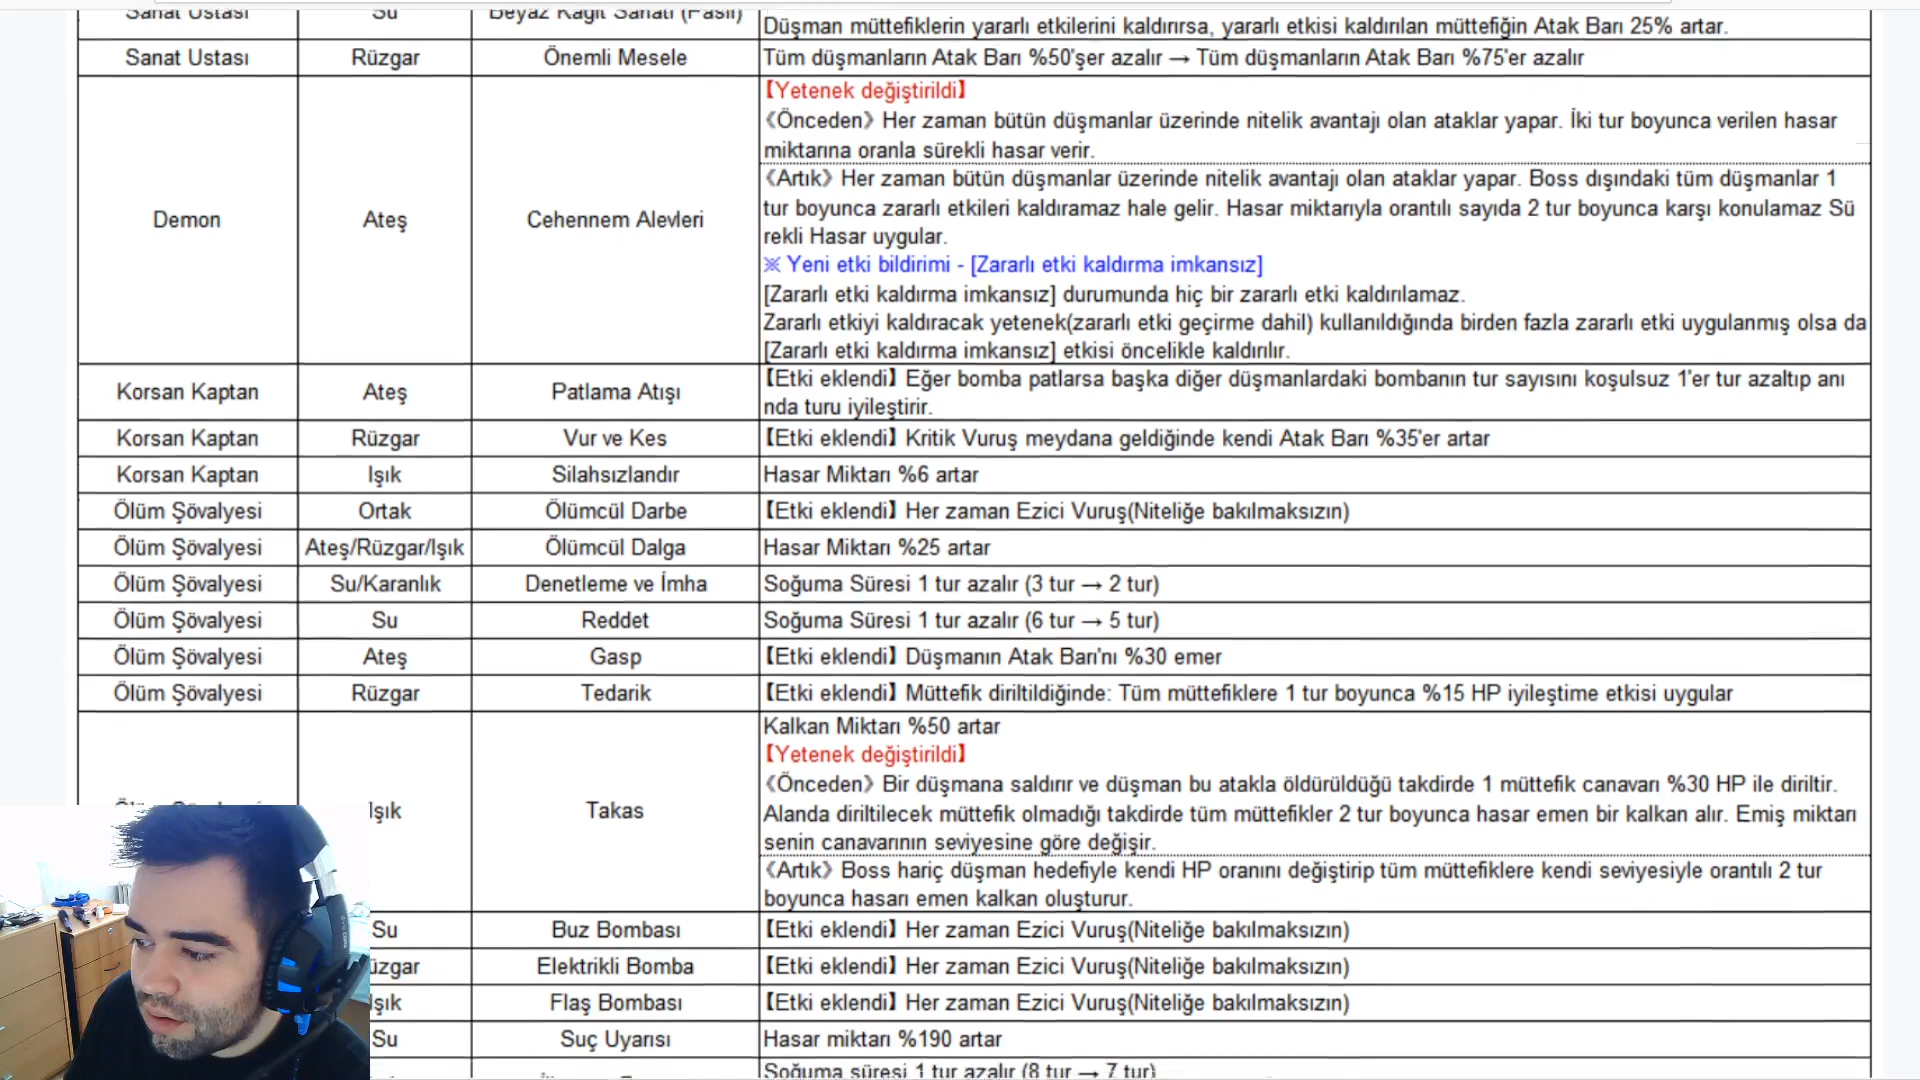 Sanat Ustası Su Beyaz Kağıt Sanatı (Pasif)
Düşman müttefiklerin yararlı etkilerini kaldırırsa, yararlı etkisi kaldırılan müttefiğin Atak Barı 25% artar.
Sanat Ustası Rüzgar Önemli Mesele Tüm düşmanların Atak Barı %50'şer azalır → Tüm düşmanların Atak Barı %75'er azalır
Demon Ateş Cehennem Alevleri
【Yetenek değiştirildi】
《Önceden》Her zaman bütün düşmanlar üzerinde nitelik avantajı olan ataklar yapar. İki tur boyunca verilen hasar
miktarına oranla sürekli hasar verir.
《Artık》Her zaman bütün düşmanlar üzerinde nitelik avantajı olan ataklar yapar. Boss dışındaki tüm düşmanlar 1
tur boyunca zararlı etkileri kaldıramaz hale gelir. Hasar miktarıyla orantılı sayıda 2 tur boyunca karşı konulamaz Sü
rekli Hasar uygular.
※ Yeni etki bildirimi - [Zararlı etki kaldırma imkansız]
[Zararlı etki kaldırma imkansız] durumunda hiç bir zararlı etki kaldırılamaz.
Zararlı etkiyi kaldıracak yetenek(zararlı etki geçirme dahil) kullanıldığında birden fazla zararlı etki uygulanmış olsa da
[Zararlı etki kaldırma imkansız] etkisi öncelikle kaldırılır.
Korsan Kaptan Ateş Patlama Atışı
【Etki eklendi】Eğer bomba patlarsa başka diğer düşmanlardaki bombanın tur sayısını koşulsuz 1'er tur azaltıp anı
nda turu iyileştirir.
Korsan Kaptan Rüzgar Vur ve Kes 【Etki eklendi】Kritik Vuruş meydana geldiğinde kendi Atak Barı %35'er artar
Korsan Kaptan Işık Silahsızlandır Hasar Miktarı %6 artar
Ölüm Şövalyesi Ortak Ölümcül Darbe 【Etki eklendi】Her zaman Ezici Vuruş(Niteliğe bakılmaksızın)
Ölüm Şövalyesi Ateş/Rüzgar/Işık Ölümcül Dalga Hasar Miktarı %25 artar
Ölüm Şövalyesi Su/Karanlık Denetleme ve İmha Soğuma Süresi 1 tur azalır (3 tur → 2 tur)
Ölüm Şövalyesi Su Reddet Soğuma Süresi 1 tur azalır (6 tur → 5 tur)
Ölüm Şövalyesi Ateş Gasp 【Etki eklendi】Düşmanın Atak Barı'nı %30 emer
Ölüm Şövalyesi Rüzgar Tedarik 【Etki eklendi】Müttefik diriltildiğinde: Tüm müttefiklere 1 tur boyunca %15 HP iyileştime etkisi uygular
Işık Takas
Kalkan Miktarı %50 artar
【Yetenek değiştirildi】
《Önceden》Bir düşmana saldırır ve düşman bu atakla öldürüldüğü takdirde 1 müttefik canavarı %30 HP ile diriltir.
Alanda diriltilecek müttefik olmadığı takdirde tüm müttefikler 2 tur boyunca hasar emen bir kalkan alır. Emiş miktarı
senin canavarının seviyesine göre değişir.
《Artık》Boss hariç düşman hedefiyle kendi HP oranını değiştirip tüm müttefiklere kendi seviyesiyle orantılı 2 tur
boyunca hasarı emen kalkan oluşturur.
Su Buz Bombası 【Etki eklendi】Her zaman Ezici Vuruş(Niteliğe bakılmaksızın)
üzgar Elektrikli Bomba 【Etki eklendi】Her zaman Ezici Vuruş(Niteliğe bakılmaksızın)
Işık Flaş Bombası 【Etki eklendi】Her zaman Ezici Vuruş(Niteliğe bakılmaksızın)
Su Suç Uyarısı Hasar miktarı %190 artar
Soğuma süresi 1 tur azalır (8 tur → 7 tur)